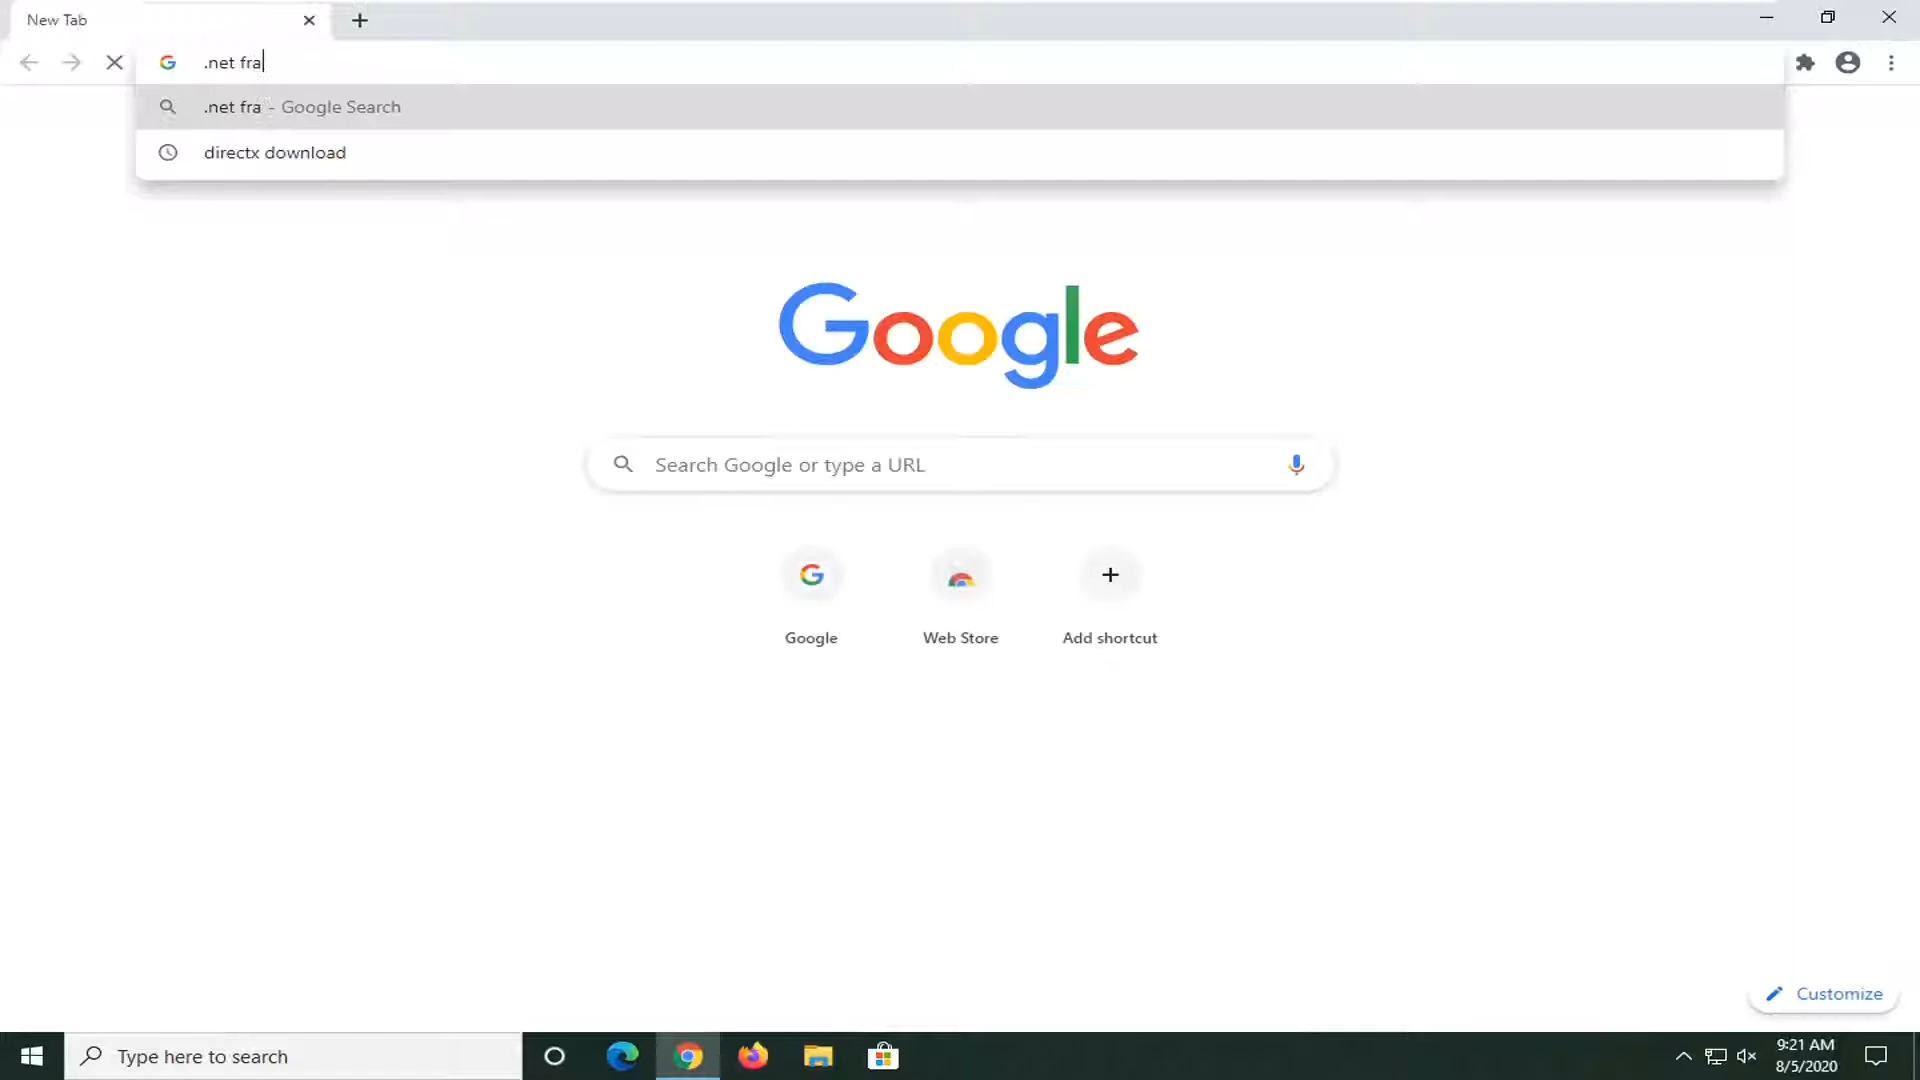 New Tab
.net fra
.net fra - Google Search
directx download
Google
Search Google or type a URL
Google
Web Store
Add shortcut
Customize
Type here to search
9:21 AM
8/5/2020